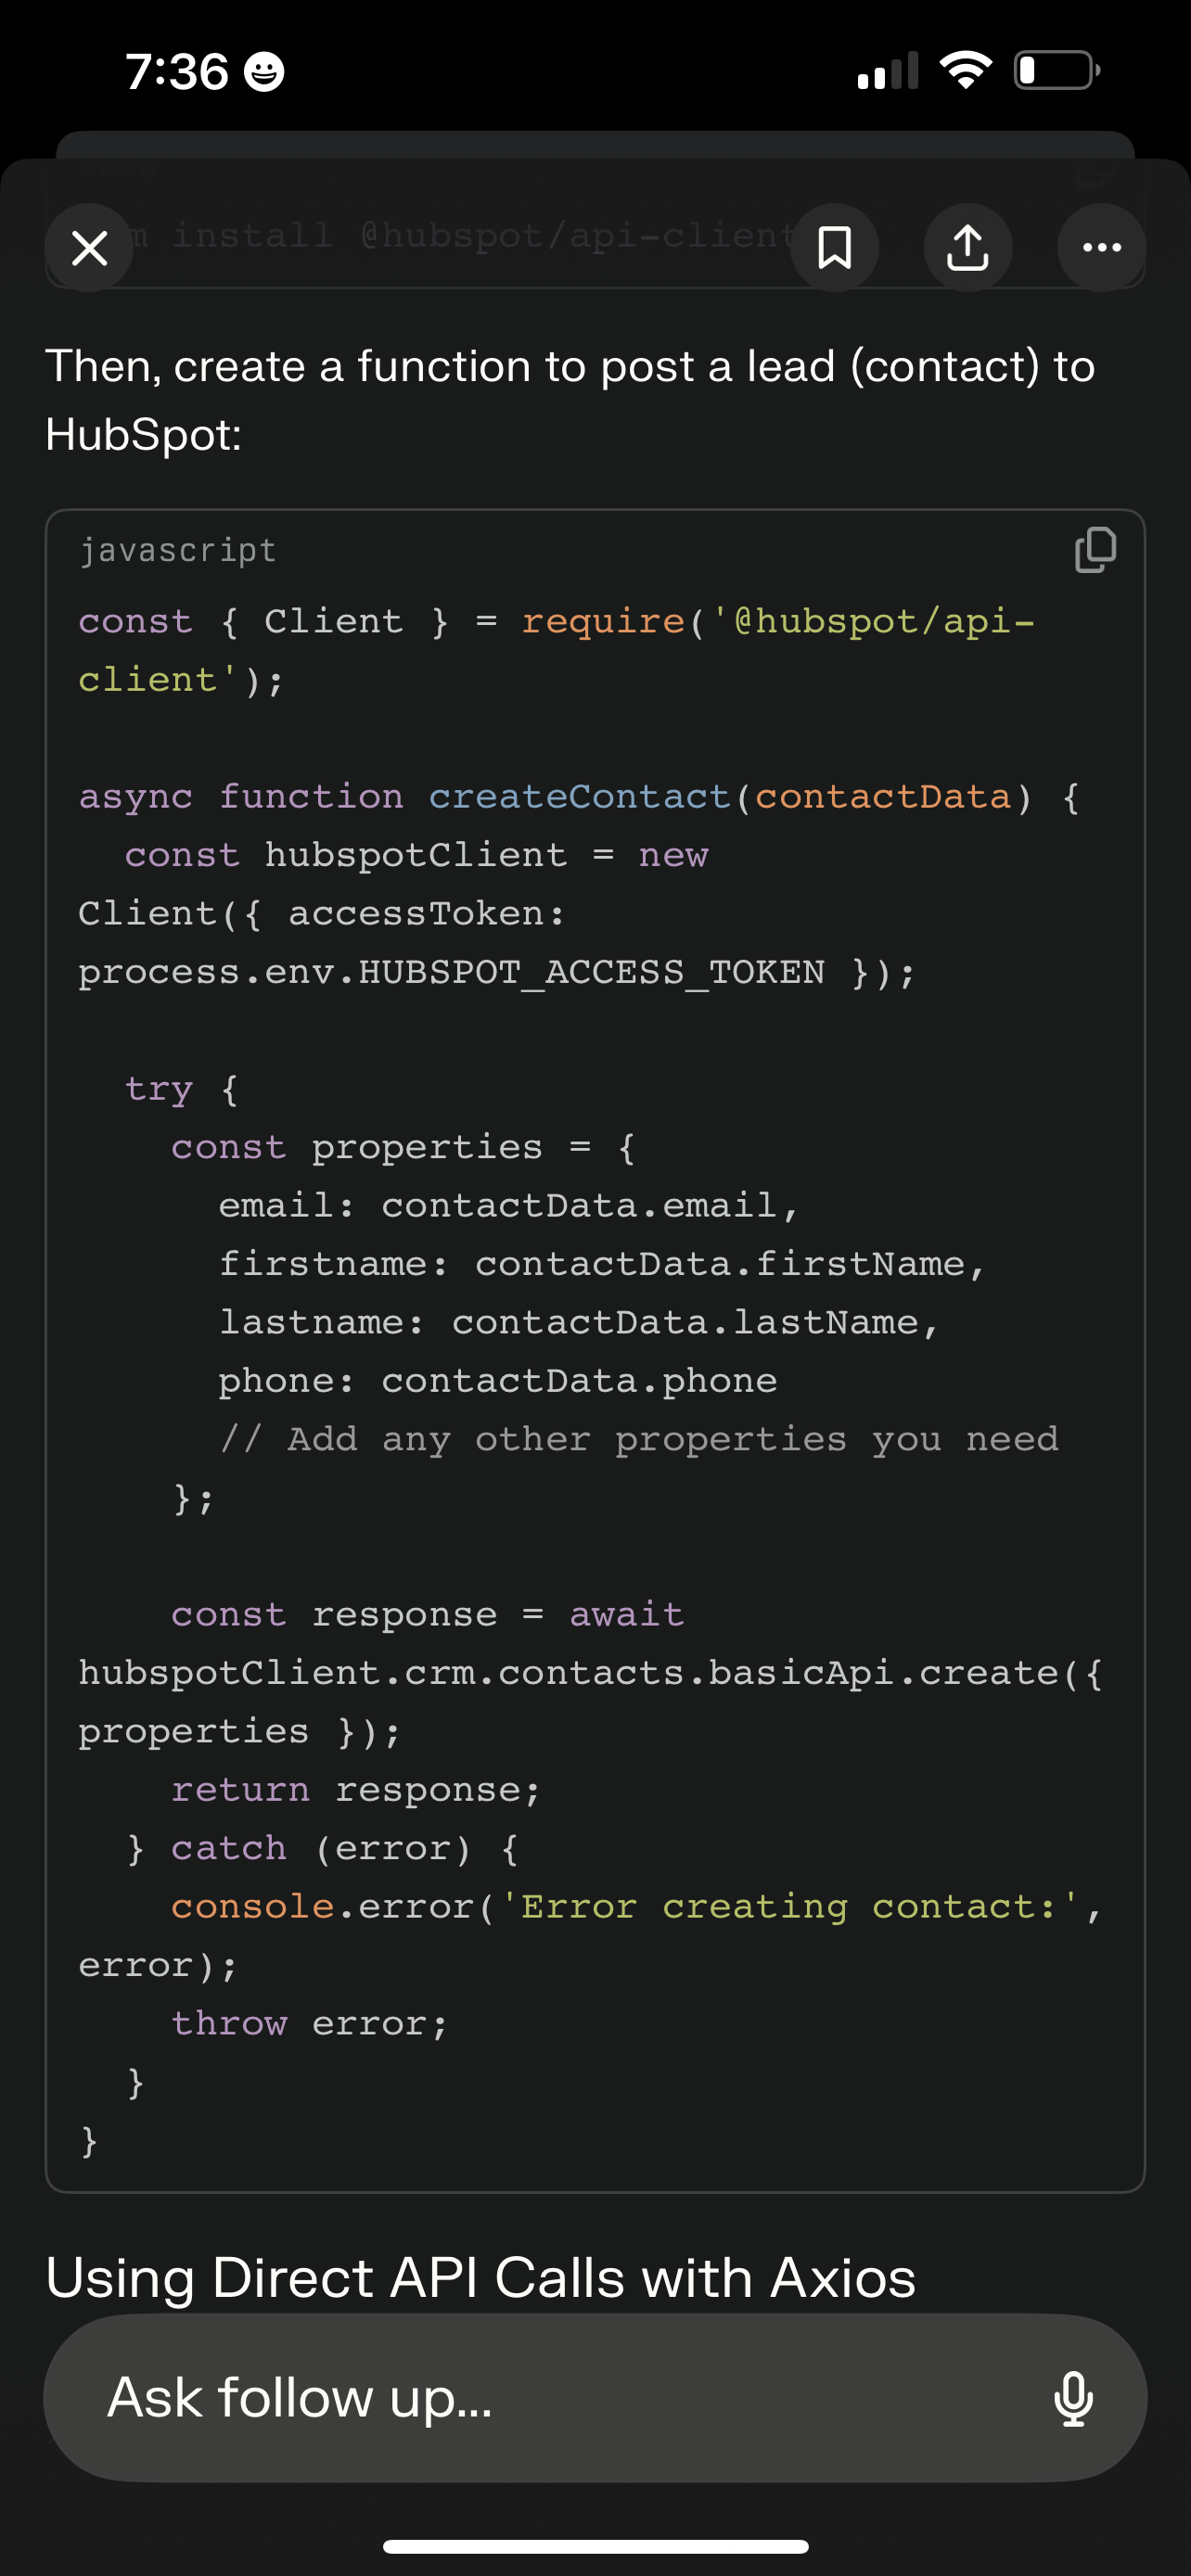 7:36
install @hubspot/api-client
Then, create a function to post a lead (contact) to
HubSpot:
javascript
const { Client } = require('@hubspot/api-
client');
async function createContact(contactData) {
  const hubspotClient = new
Client({ accessToken:
process.env.HUBSPOT_ACCESS_TOKEN });
  try {
    const properties = {
      email: contactData.email,
      firstname: contactData.firstName,
      lastname: contactData.lastName,
      phone: contactData.phone
      // Add any other properties you need
    };
    const response = await
hubspotClient.crm.contacts.basicApi.create({
properties });
    return response;
  } catch (error) {
    console.error('Error creating contact:',
error);
    throw error;
  }
}
Using Direct API Calls with Axios
Ask follow up...